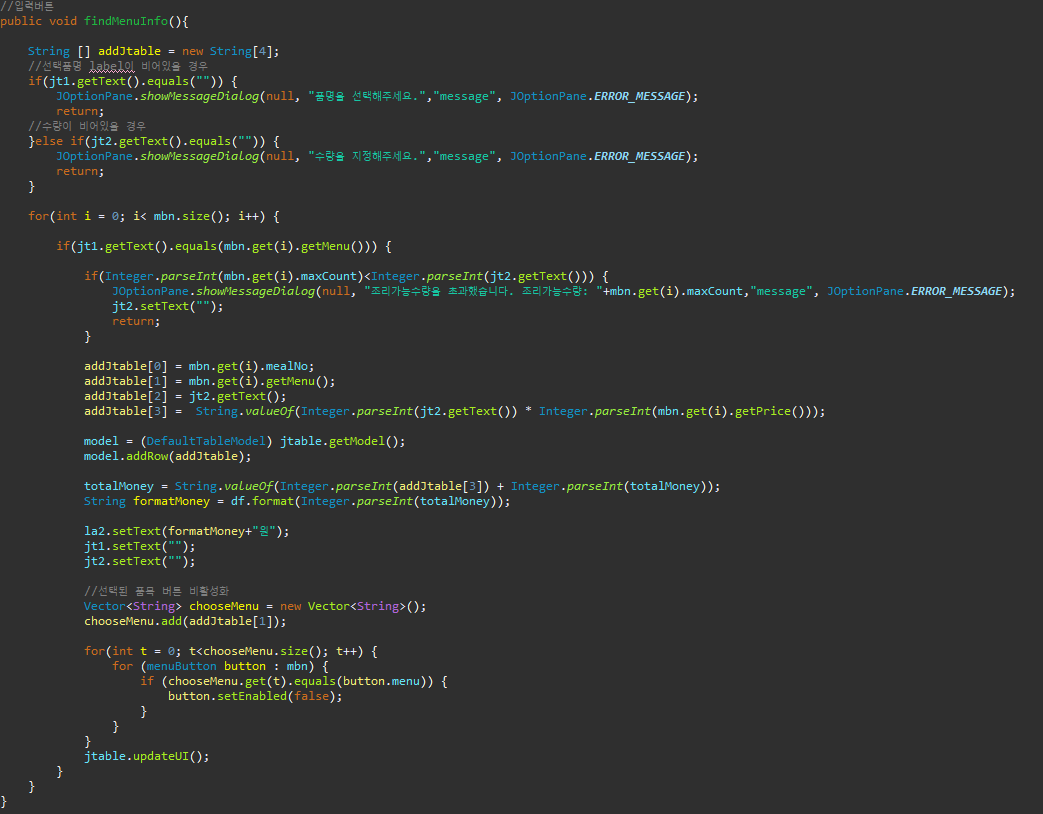 //입력버튼
public void findMenuInfo(){
String [] addJtable = new String[4];
//선택품명 label이 비어있을 경우
if(jt1.getText().equals("")) {
JOptionPane.showMessageDialog(null, "품명을 선택해주세요.","message", JOptionPane.ERROR_MESSAGE);
return;
//수량이 비어있을 경우
}else if(jt2.getText().equals("")) {
JOptionPane.showMessageDialog(null, "수량을 지정해주세요.","message", JOptionPane.ERROR_MESSAGE);
return;
}
for(int i = 0; i< mbn.size(); i++) {
if(jt1.getText().equals(mbn.get(i).getMenu())) {
if(Integer.parseInt(mbn.get(i).maxCount)<Integer.parseInt(jt2.getText())) {
JOptionPane.showMessageDialog(null, "조리가능수량을 초과했습니다. 조리가능수량: "+mbn.get(i).maxCount,"message", JOptionPane.ERROR_MESSAGE);
jt2.setText("");
return;
}
addJtable[0] = mbn.get(i).mealNo;
addJtable[1] = mbn.get(i).getMenu();
addJtable[2] = jt2.getText();
addJtable[3] =  String.valueOf(Integer.parseInt(jt2.getText()) * Integer.parseInt(mbn.get(i).getPrice()));
model = (DefaultTableModel) jtable.getModel();
model.addRow(addJtable);
totalMoney = String.valueOf(Integer.parseInt(addJtable[3]) + Integer.parseInt(totalMoney));
String formatMoney = df.format(Integer.parseInt(totalMoney));
la2.setText(formatMoney+"원");
jt1.setText("");
jt2.setText("");
//선택된 품목 버튼 비활성화
Vector<String> chooseMenu = new Vector<String>();
chooseMenu.add(addJtable[1]);
for(int t = 0; t<chooseMenu.size(); t++) {
for (menuButton button : mbn) {
if (chooseMenu.get(t).equals(button.menu)) {
button.setEnabled(false);
}
}
}
jtable.updateUI();
}
}
}